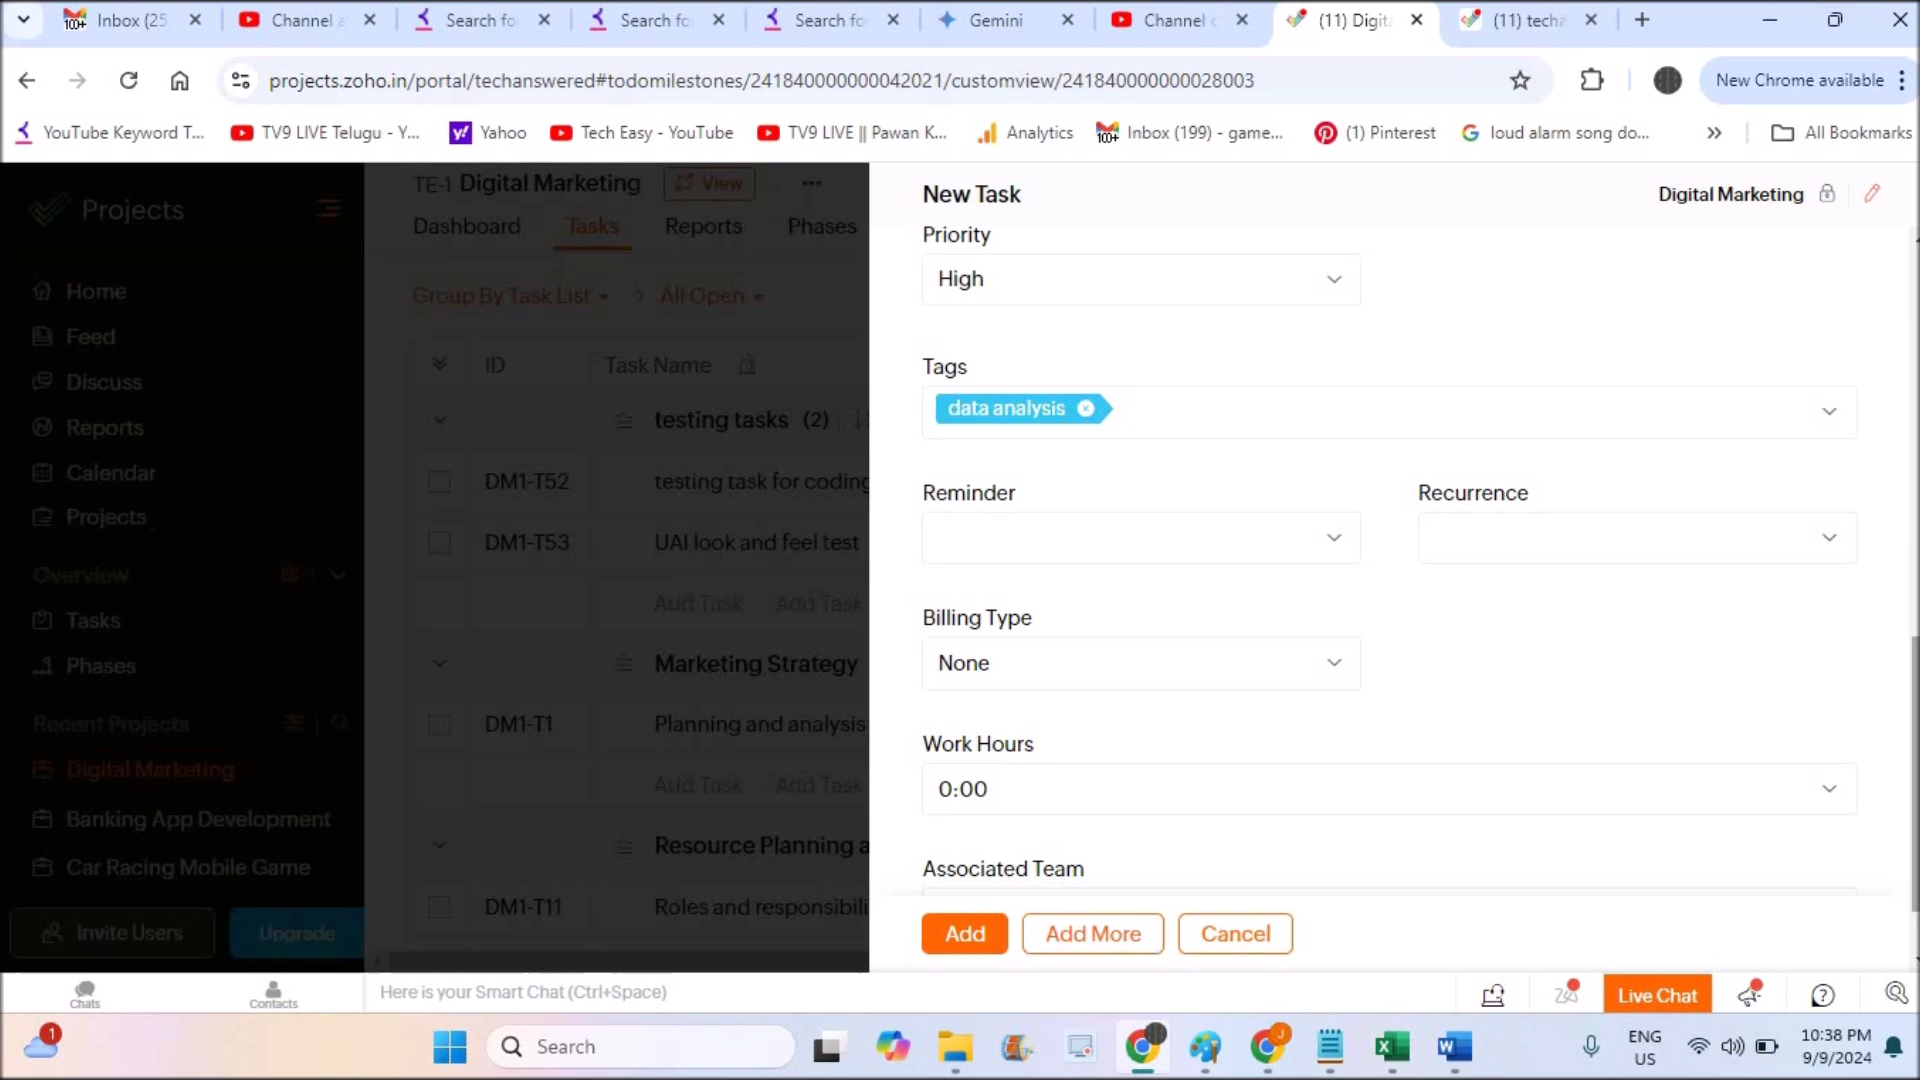 Inbox (25
Channel a
Search fo
Search fo
Search fo
Gemini
Channel c
(11) Digit
(11) techa
projects.zoho.in/portal/techanswered#todomilestones/241840000000042021/customview/241840000000028003
New Chrome available
YouTube Keyword T...
TV9 LIVE Telugu - Y...
Yahoo
Tech Easy - YouTube
TV9 LIVE || Pawan K...
Analytics
Inbox (199) - game...
(1) Pinterest
loud alarm song do...
All Bookmarks
Projects
Home
Feed
Discuss
Reports
Calendar
Projects
Overview
Tasks
Phases
Recent Projects
Digital Marketing
Banking App Development
Car Racing Mobile Game
Invite Users
Upgrade
TE-1 Digital Marketing
View
Dashboard
Tasks
Reports
Phases
Group By Task List
All Open
ID
Task Name
testing tasks (2)
DM1-T52
testing task for coding
DM1-T53
UAI look and feel test
Add Task
Add Task
Marketing Strategy
DM1-T1
Planning and analysis
Add Task
Add Task
Resource Planning a
DM1-T11
Roles and responsibili
New Task
Digital Marketing
Priority
High
Tags
data analysis
Reminder
Recurrence
Billing Type
None
Work Hours
0:00
Associated Team
Add
Add More
Cancel
Chats
Contacts
Here is your Smart Chat (Ctrl+Space)
Live Chat
1
Search
ENG
US
10:38 PM
9/9/2024